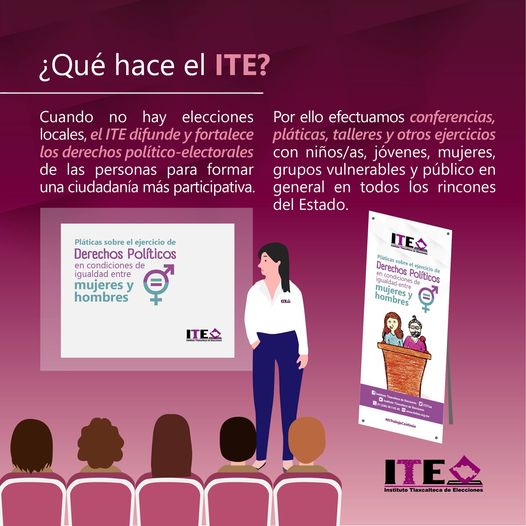 ¿Qué hace el ITE?
Cuando no hay elecciones
locales, el ITE difunde y fortalece
los derechos político-electorales
de las personas para formar
una ciudadanía más participativa.
Por ello efectuamos conferencias,
pláticas, talleres y otros ejercicios
con niños/as, jóvenes, mujeres,
grupos vulnerables y público en
general en todos los rincones
del Estado.
Pláticas sobre el ejercicio de
Derechos Políticos
en condiciones de
igualdad entre
mujeres y
hombres
ITE
Instituto Tlaxcalteca de Elecciones
ITE
Pláticas sobre el ejercicio de
Derechos Políticos
en condiciones de
igualdad entre
mujeres y
hombres
ITE
Instituto Tlaxcalteca de Elecciones